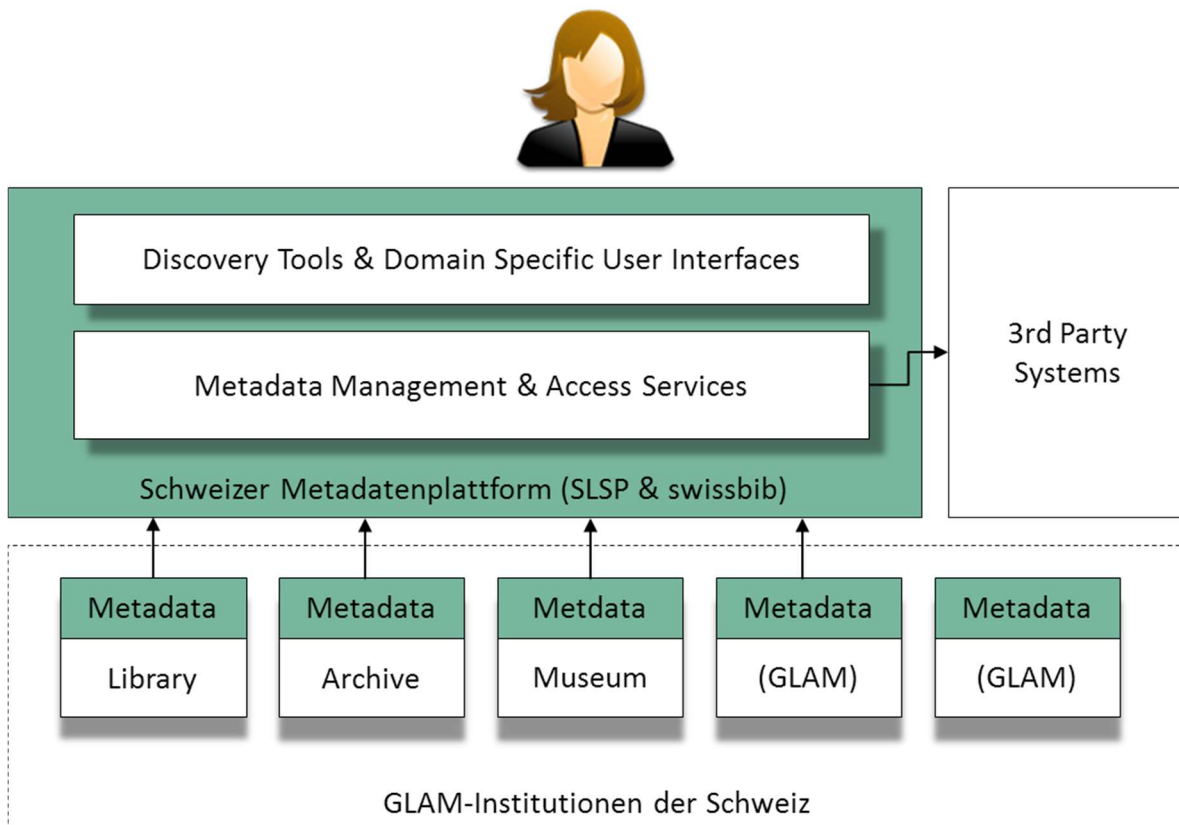 Discovery Tools & Domain Specific User Interfaces
Metadata Management & Access Services
3rd Party
Systems
Schweizer Metadatenplattform (SLSP & swissbib)
Metadata
Library
Metadata
Archive
Metdata
Museum
Metadata
(GLAM)
Metadata
(GLAM)
GLAM-Institutionen der Schweiz